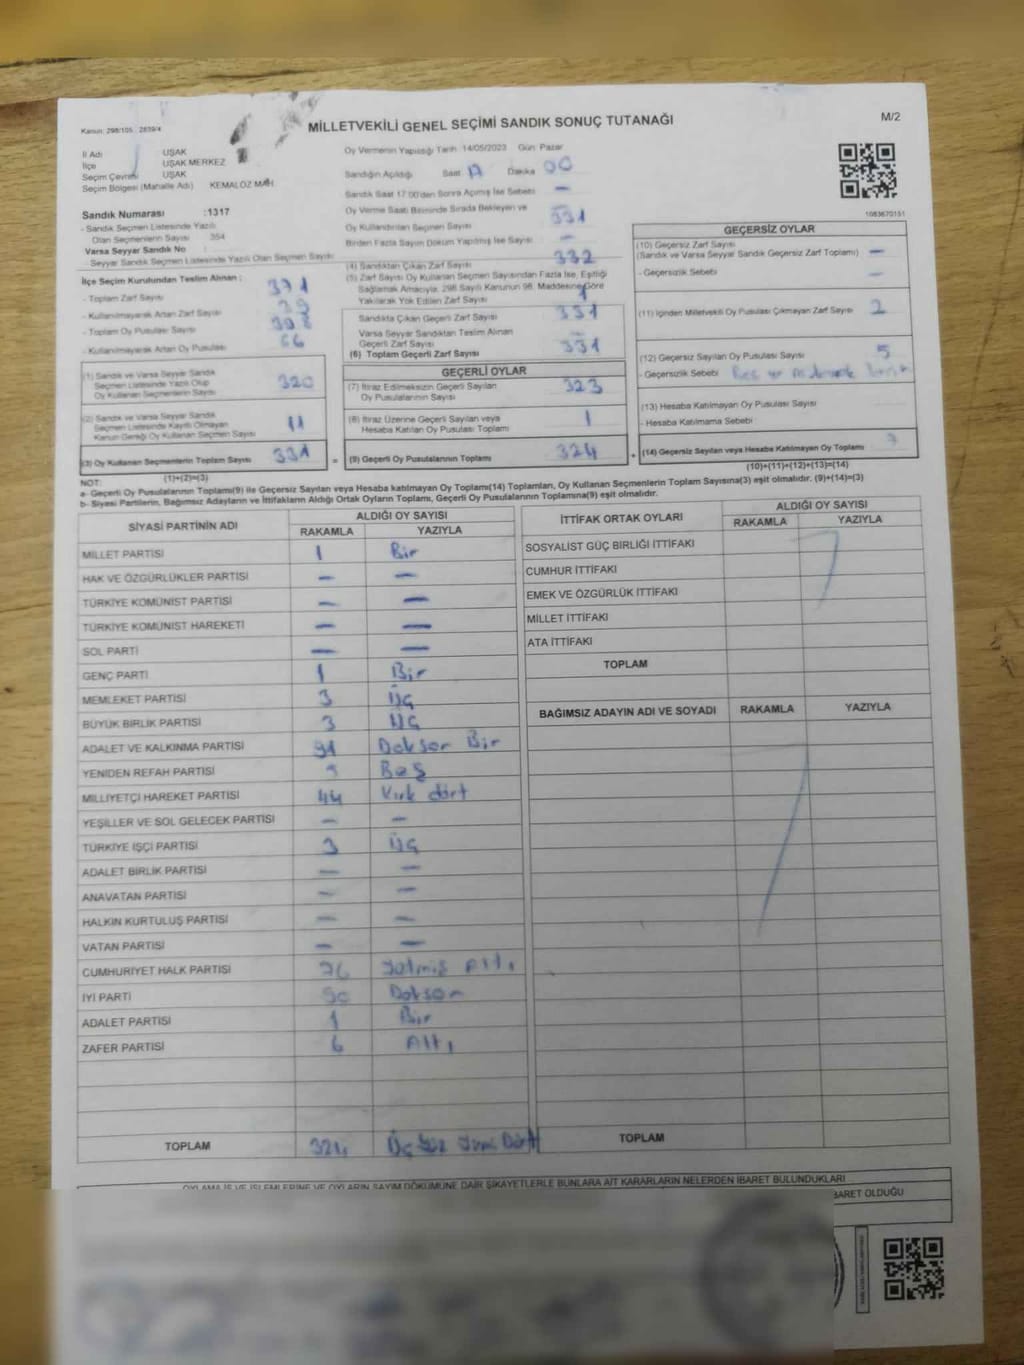 Kanun: 298/105 2839/4
MİLLETVEKİLİ GENEL SEÇİMİ SANDIK SONUÇ TUTANAĞI
M/2
İl Adı UŞAK
İlçe UŞAK MERKEZ
Seçim Çevresi UŞAK
Seçim Bölgesi (Mahalle Adı) KEMALÖZ MAH.
Oy Vermenin Yapıldığı Tarih 14/05/2023 Gün Pazar
Sandığın Açıldığı Saat 17 Dakika 00
Sandık Saat 17.00'den Sonra Açılmış İse Sebebi —
Oy Verme Saati Bitiminde Sırada Bekleyen ve —
Oy Kullandırılan Seçmen Sayısı 331
Birden Fazla Sayım Döküm Yapılmış İse Sayısı —
Sandık Numarası :1317
- Sandık Seçmen Listesinde Yazılı
Olan Seçmenlerin Sayısı 354
Varsa Seyyar Sandık No :
- Seyyar Sandık Seçmen Listesinde Yazılı Olan Seçmen Sayısı
İlçe Seçim Kurulundan Teslim Alınan :
- Toplam Zarf Sayısı 371
- Kullanılmayarak Artan Zarf Sayısı 39
- Toplam Oy Pusulası Sayısı
- Kullanılmayarak Artan Oy Pusulası 66
(1) Sandık ve Varsa Seyyar Sandık
Seçmen Listesinde Yazılı Olup
Oy Kullanan Seçmenlerin Sayısı 320
(2) Sandık ve Varsa Seyyar Sandık
Seçmen Listesinde Kayıtlı Olmayan
Kanun Gereği Oy Kullanan Seçmen Sayısı 11
(3) Oy Kullanan Seçmenlerin Toplam Sayısı 331
(1)+(2)=(3)
(4) Sandıktan Çıkan Zarf Sayısı 332
(5) Zarf Sayısı Oy Kullanan Seçmen Sayısından Fazla İse, Eşitliği
Sağlamak Amacıyla, 298 Sayılı Kanunun 98. Maddesine Göre
Yakılarak Yok Edilen Zarf Sayısı 1
Sandıkta Çıkan Geçerli Zarf Sayısı 331
Varsa Seyyar Sandıktan Teslim Alınan
Geçerli Zarf Sayısı —
(6) Toplam Geçerli Zarf Sayısı 331
GEÇERLİ OYLAR
(7) İtiraz Edilmeksizin Geçerli Sayılan
Oy Pusulalarının Sayısı 323
(8) İtiraz Üzerine Geçerli Sayılan veya
Hesaba Katılan Oy Pusulası Toplamı 1
= (9) Geçerli Oy Pusulalarının Toplamı 324 +
1083670151
GEÇERSİZ OYLAR
(10) Geçersiz Zarf Sayısı
(Sandık ve Varsa Seyyar Sandık Geçersiz Zarf Toplamı) —
- Geçersizlik Sebebi —
(11) İçinden Milletvekili Oy Pusulası Çıkmayan Zarf Sayısı 2
(12) Geçersiz Sayılan Oy Pusulası Sayısı 5
- Geçersizlik Sebebi
(13) Hesaba Katılmayan Oy Pusulası Sayısı
- Hesaba Katılmama Sebebi
(14) Geçersiz Sayılan veya Hesaba Katılmayan Oy Toplamı 7
(10)+(11)+(12)+(13)=(14)
NOT:
a- Geçerli Oy Pusulalarının Toplamı(9) ile Geçersiz Sayılan veya Hesaba katılmayan Oy Toplamı(14) Toplamları, Oy Kullanan Seçmenlerin Toplam Sayısına(3) eşit olmalıdır. (9)+(14)=(3)
b- Siyasi Partilerin, Bağımsız Adayların ve İttifakların Aldığı Ortak Oyların Toplamı, Geçerli Oy Pusulalarının Toplamına(9) eşit olmalıdır.
SİYASİ PARTİNİN ADI ALDIĞI OY SAYISI
RAKAMLA YAZIYLA
MİLLET PARTİSİ 1 Bir
HAK VE ÖZGÜRLÜKLER PARTİSİ — —
TÜRKİYE KOMÜNİST PARTİSİ — —
TÜRKİYE KOMÜNİST HAREKETİ — —
SOL PARTİ — —
GENÇ PARTİ 1 Bir
MEMLEKET PARTİSİ 3 Üç
BÜYÜK BİRLİK PARTİSİ 3 Üç
ADALET VE KALKINMA PARTİSİ 91 Doksan Bir
YENİDEN REFAH PARTİSİ 5 Beş
MİLLİYETÇİ HAREKET PARTİSİ 44 Kırk dört
YEŞİLLER VE SOL GELECEK PARTİSİ — —
TÜRKİYE İŞÇİ PARTİSİ 3 Üç
ADALET BİRLİK PARTİSİ — —
ANAVATAN PARTİSİ — —
HALKIN KURTULUŞ PARTİSİ — —
VATAN PARTİSİ — —
CUMHURİYET HALK PARTİSİ 76 Yetmiş Altı
İYİ PARTİ 90 Doksan
ADALET PARTİSİ 1 Bir
ZAFER PARTİSİ 6 Altı
TOPLAM 324 Üç Yüz Yirmi Dört
İTTİFAK ORTAK OYLARI ALDIĞI OY SAYISI
RAKAMLA YAZIYLA
SOSYALİST GÜÇ BİRLİĞİ İTTİFAKI
CUMHUR İTTİFAKI
EMEK VE ÖZGÜRLÜK İTTİFAKI
MİLLET İTTİFAKI
ATA İTTİFAKI
TOPLAM
BAĞIMSIZ ADAYIN ADI VE SOYADI RAKAMLA YAZIYLA
TOPLAM
OYLAMA İŞ VE İŞLEMLERİNE VE OYLARIN SAYIM DÖKÜMÜNE DAİR ŞİKAYETLERLE BUNLARA AİT KARARLARIN NELERDEN İBARET BULUNDUKLARI
İBARET OLDUĞU